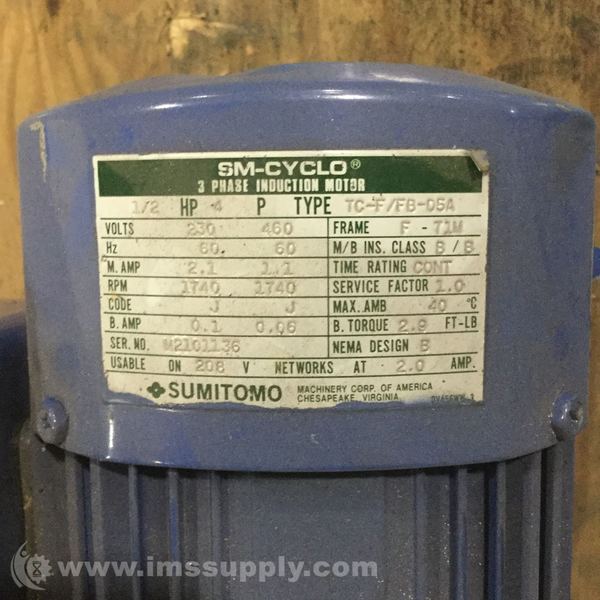 SM-CYCLO®
3 PHASE INDUCTION MOTOR
1/2 HP 4 P TYPE TC-F/FB-05A
VOLTS 230 460 FRAME F - 71M
Hz 60 60 M/B INS. CLASS B / B
M. AMP 2.1 1.1 TIME RATING CONT
RPM 1740 1740 SERVICE FACTOR 1.0
CODE J J MAX. AMB 40 °C
B. AMP 0.1 0.06 B. TORQUE 2.9 FT-LB
SER. NO. M2101136 NEMA DESIGN B
USABLE ON 208 V NETWORKS AT 2.0 AMP.
SUMITOMO MACHINERY CORP. OF AMERICA
CHESAPEAKE, VIRGINIA
www.imssupply.com